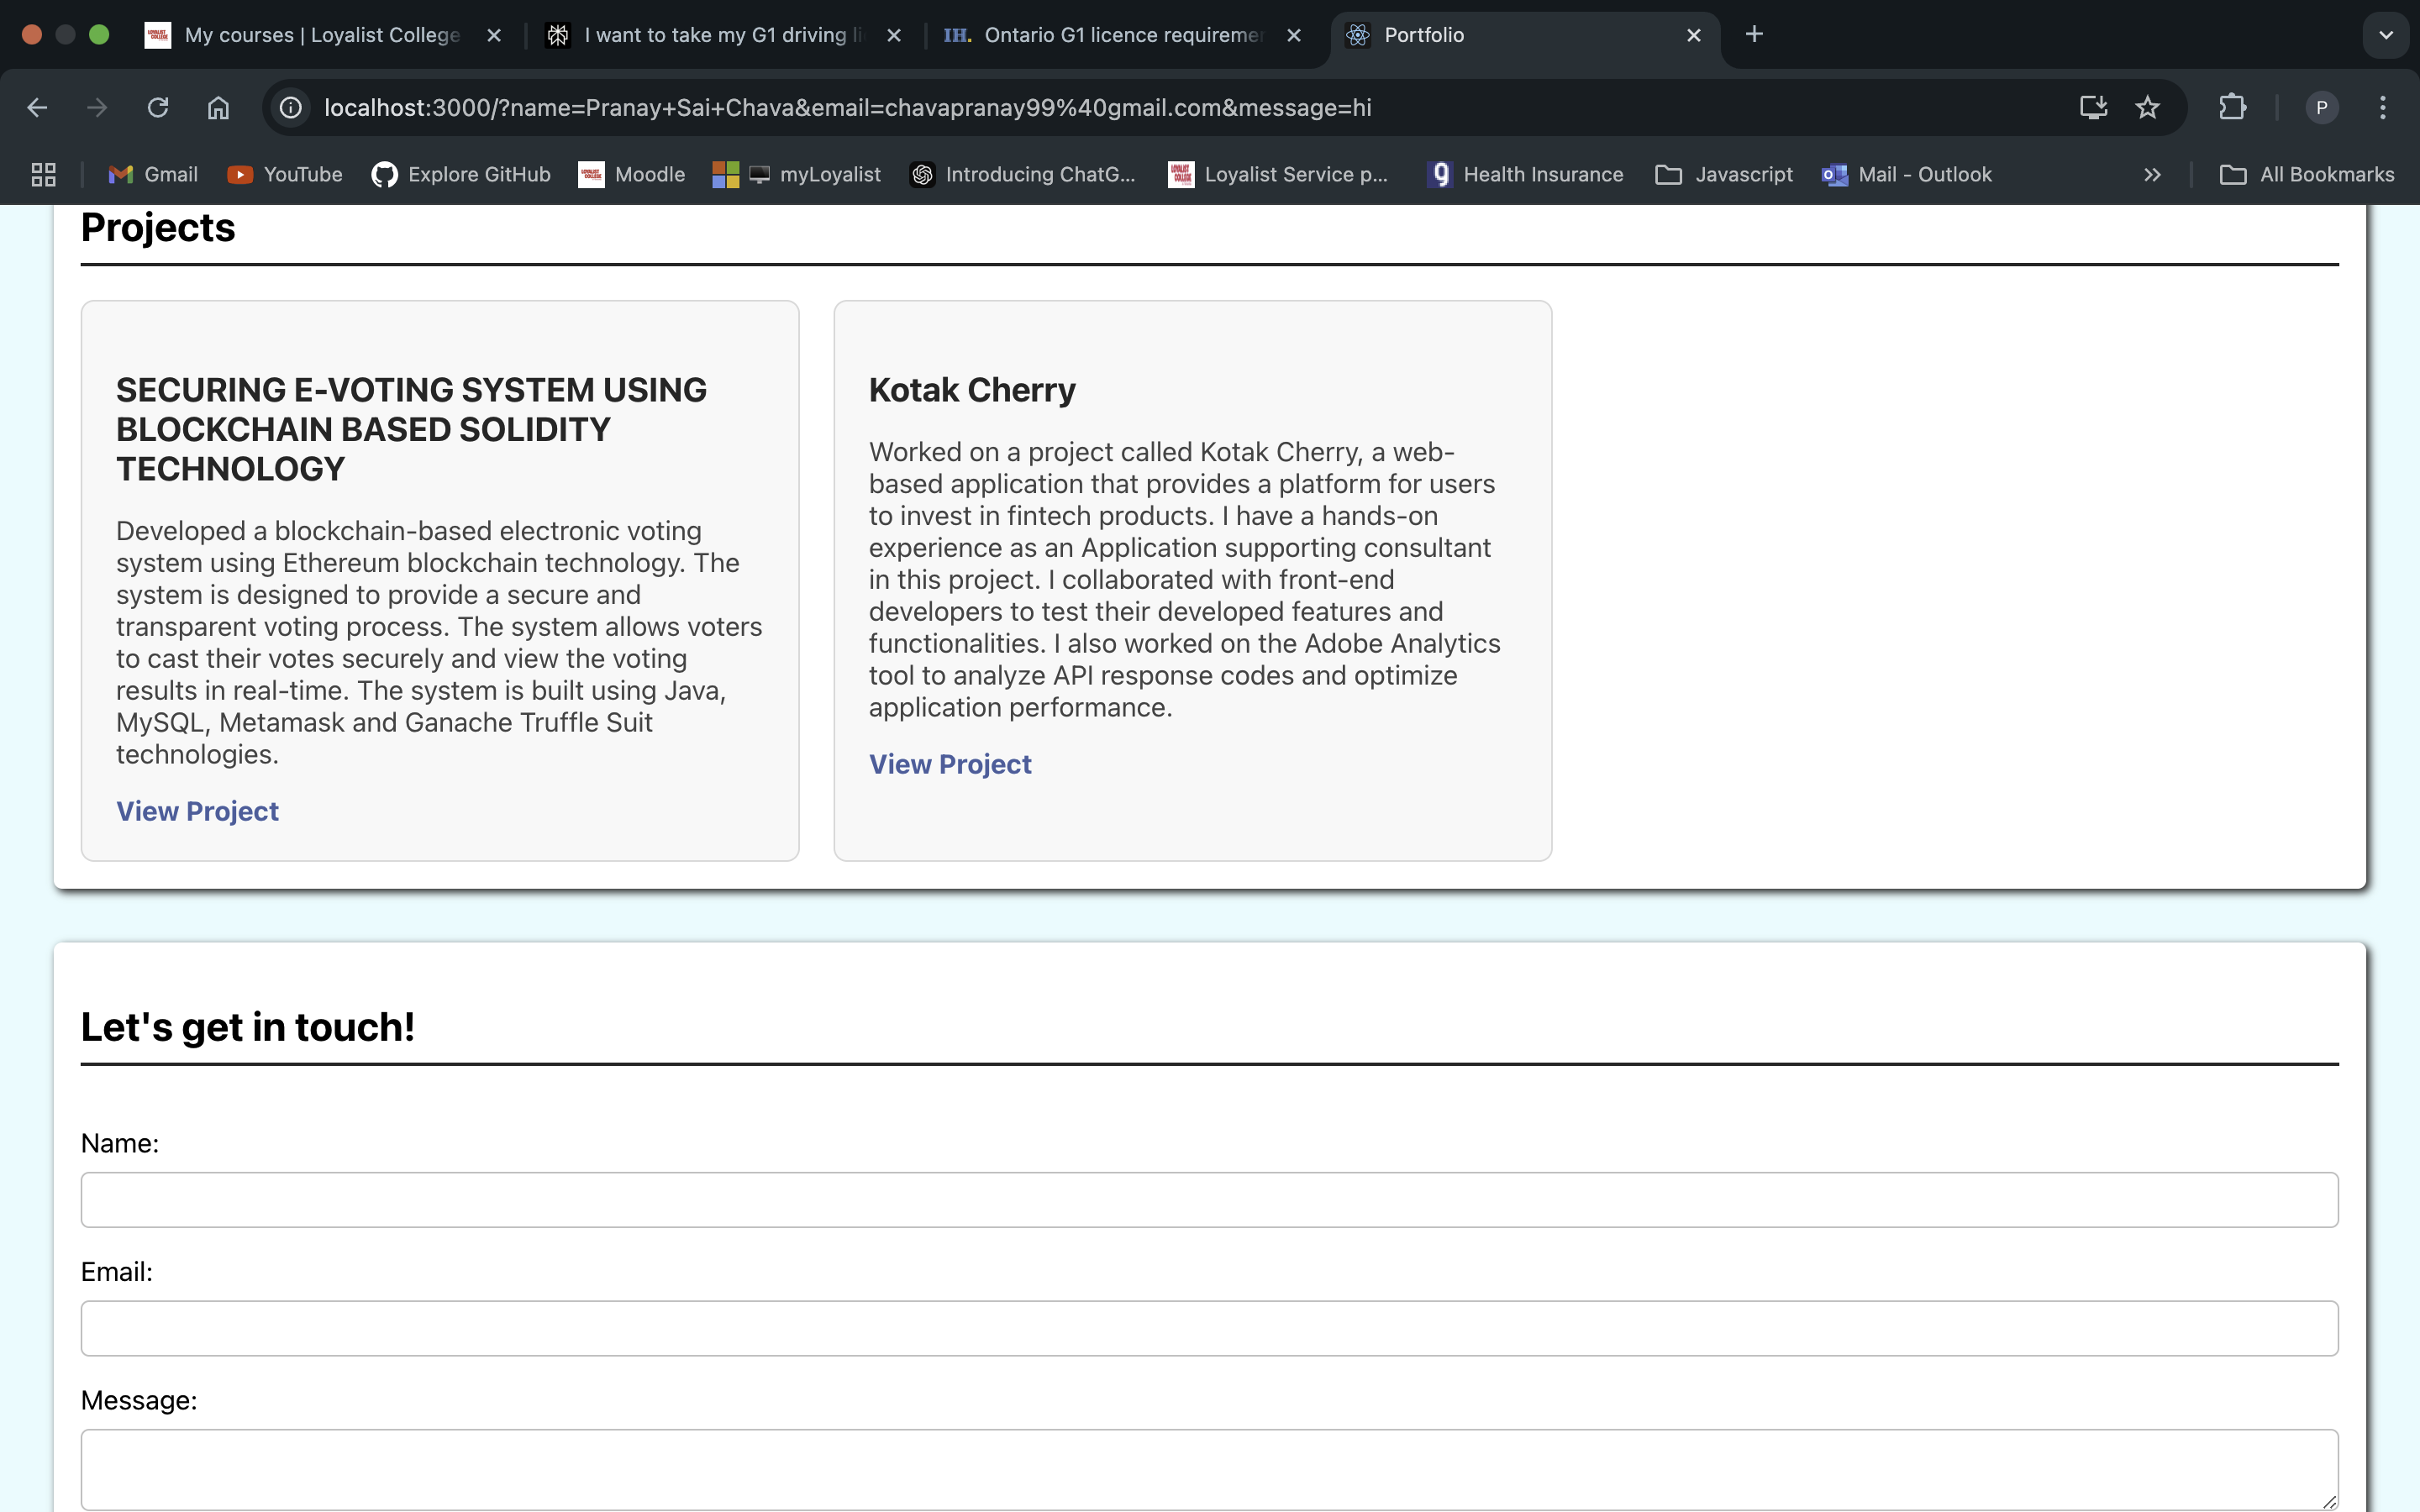 My courses | Loyalist College
I want to take my G1 driving li
IH. Ontario G1 licence requiremen
Portfolio
localhost:3000/?name=Pranay+Sai+Chava&email=chavapranay99%40gmail.com&message=hi
P
Gmail
YouTube
Explore GitHub
Moodle
myLoyalist
Introducing ChatG...
Loyalist Service p...
Health Insurance
Javascript
Mail - Outlook
All Bookmarks
Projects
SECURING E-VOTING SYSTEM USING
BLOCKCHAIN BASED SOLIDITY
TECHNOLOGY
Developed a blockchain-based electronic voting
system using Ethereum blockchain technology. The
system is designed to provide a secure and
transparent voting process. The system allows voters
to cast their votes securely and view the voting
results in real-time. The system is built using Java,
MySQL, Metamask and Ganache Truffle Suit
technologies.
View Project
Kotak Cherry
Worked on a project called Kotak Cherry, a web-
based application that provides a platform for users
to invest in fintech products. I have a hands-on
experience as an Application supporting consultant
in this project. I collaborated with front-end
developers to test their developed features and
functionalities. I also worked on the Adobe Analytics
tool to analyze API response codes and optimize
application performance.
View Project
Let's get in touch!
Name:
Email:
Message: